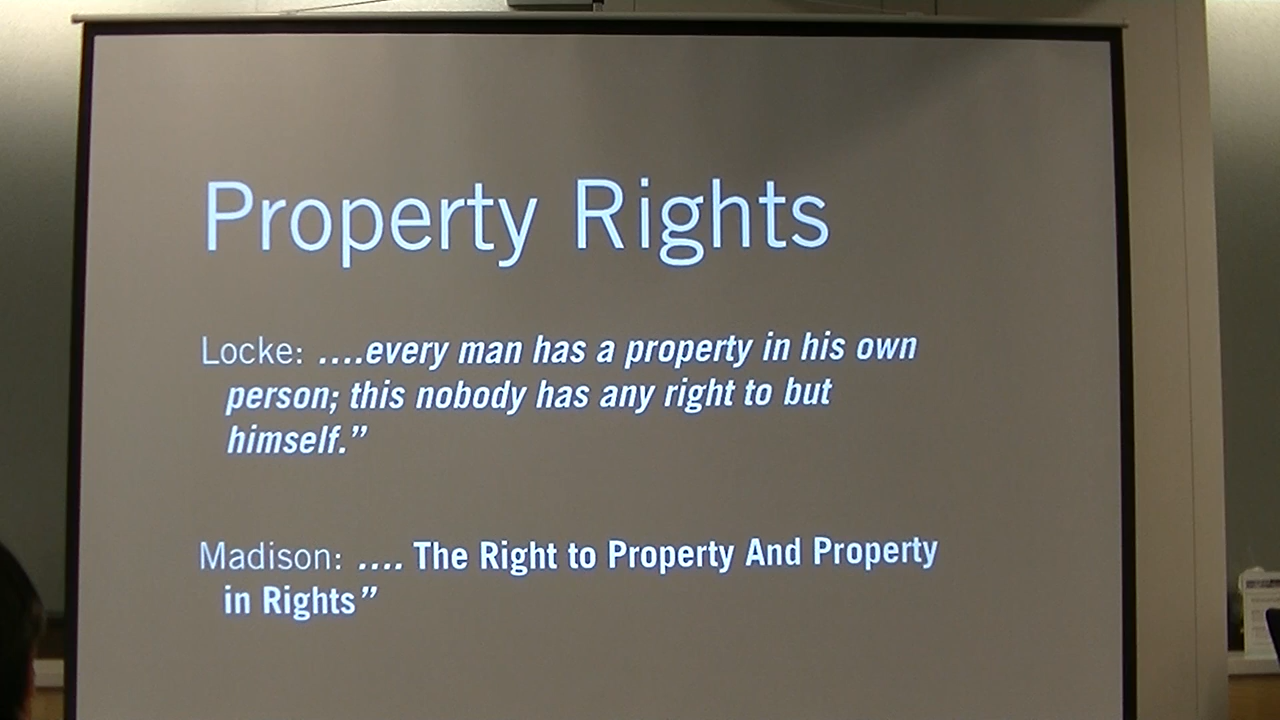 Property Rights
Locke: ....every man has a property in his own
person; this nobody has any right to but
himself.”
Madison: .... The Right to Property And Property
in Rights”